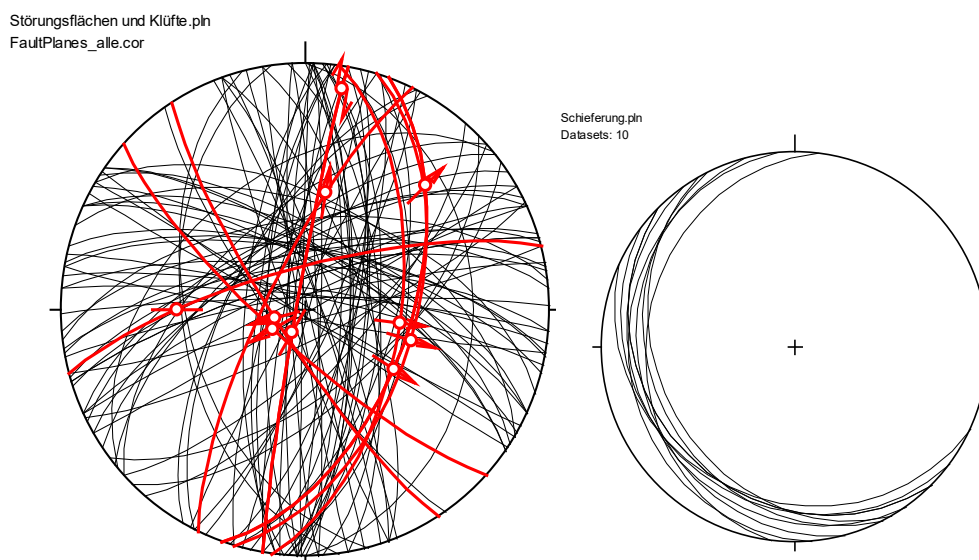 Störungsflächen und Klüfte.pln
FaultPlanes_alle.cor
Schieferung.pln
Datasets: 10